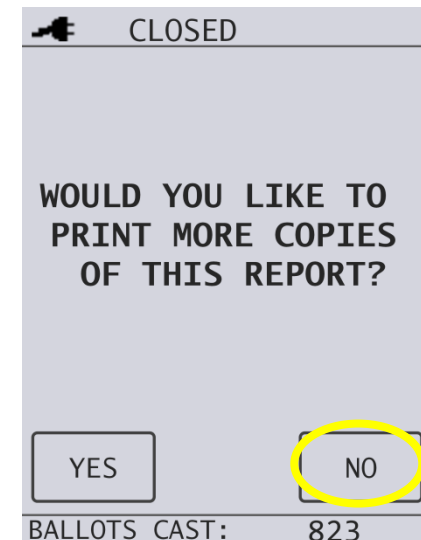 CLOSED
WOULD YOU LIKE TO
PRINT MORE COPIES
OF THIS REPORT?
YES NO
BALLOTS CAST: 823